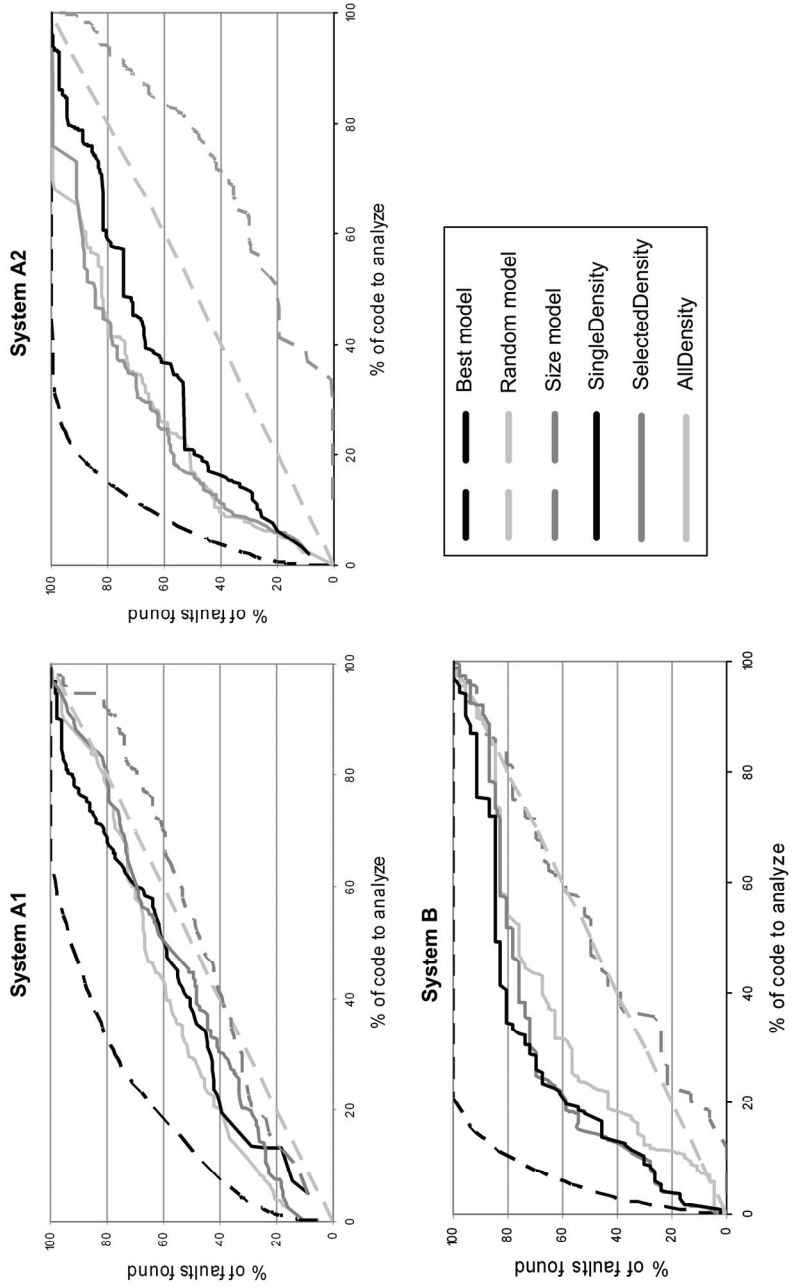 System A1
% of faults found
100
80
60
40
20
0
0
20
40
60
80
100
% of code to analyze
System A2
% of faults found
100
80
60
40
20
0
0
20
40
60
80
100
% of code to analyze
System B
% of faults found
100
80
60
40
20
0
0
20
40
60
80
100
% of code to analyze
Best model
Random model
Size model
SingleDensity
SelectedDensity
AllDensity